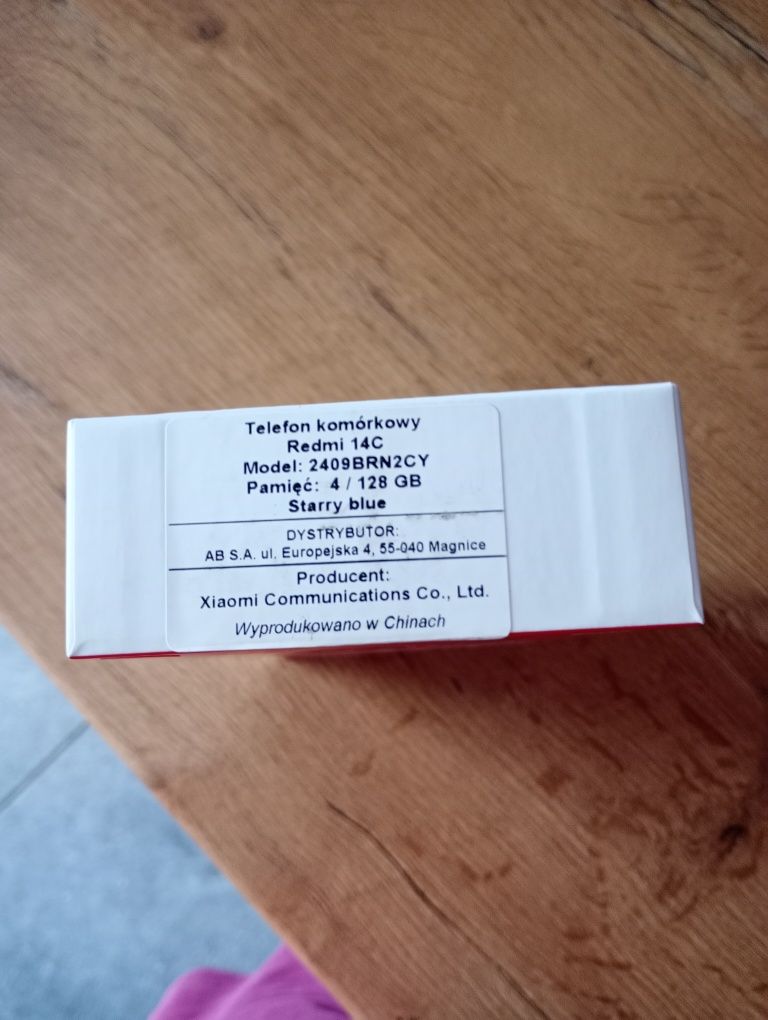 Telefon komórkowy
Redmi 14C
Model: 2409BRN2CY
Pamięć: 4 / 128 GB
Starry blue
DYSTRYBUTOR:
AB S.A. ul. Europejska 4, 55-040 Magnice
Producent:
Xiaomi Communications Co., Ltd.
Wyprodukowano w Chinach